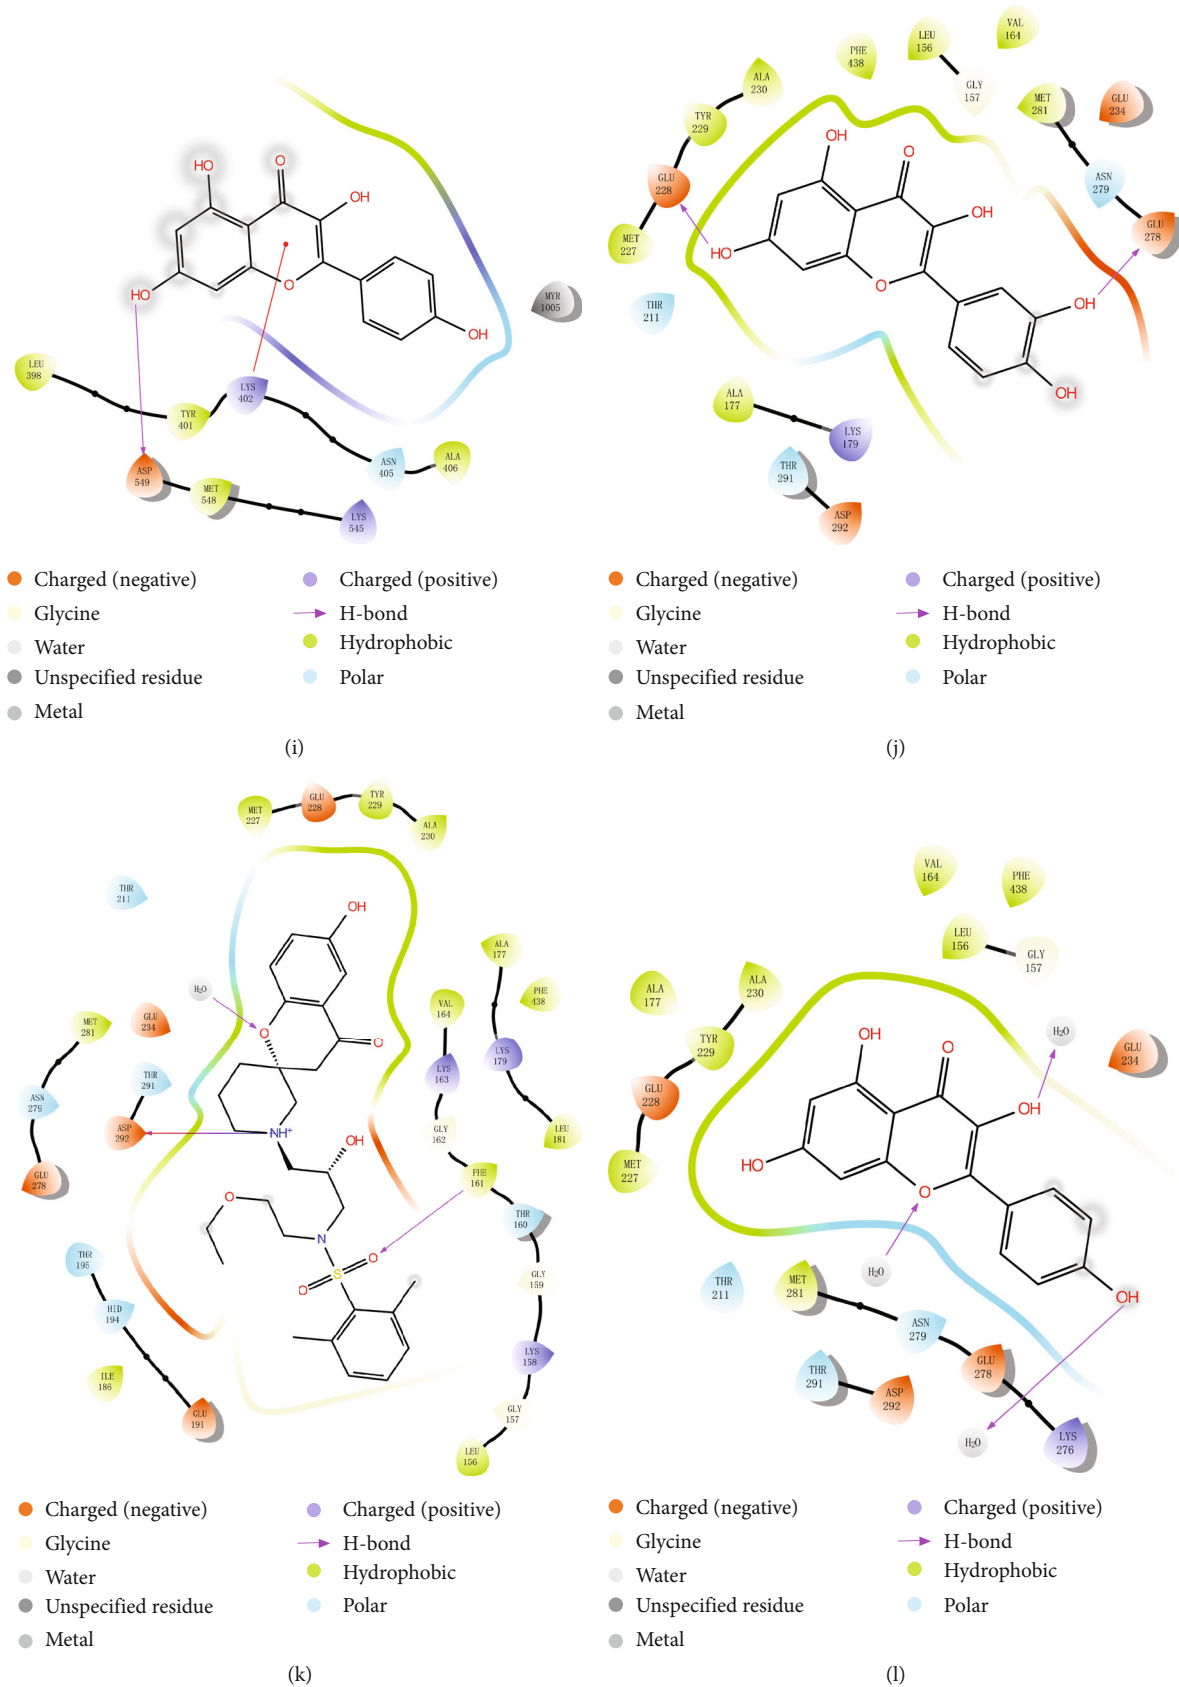 HO
O
OH
HO
O
OH
MYR
1005
LEU
398
TYR
401
LYS
402
ASN
405
ALA
406
ASP
549
MET
548
LYS
545
Charged (negative)
Charged (positive)
Glycine
H-bond
Water
Hydrophobic
Unspecified residue
Polar
Metal
(i)
VAL
164
LEU
156
PHE
438
ALA
230
GLY
157
MET
281
GLU
234
TYR
229
OH
O
GLU
228
ASN
279
OH
GLU
278
MET
227
HO
O
OH
THR
211
OH
ALA
177
LYS
179
THR
291
ASP
292
Charged (negative)
Charged (positive)
Glycine
H-bond
Water
Hydrophobic
Unspecified residue
Polar
Metal
(j)
MET
227
GLU
228
TYR
229
ALA
230
THR
211
OH
ALA
177
H₂O
VAL
164
PHE
438
MET
281
GLU
234
O
O
LYS
179
LYS
163
THR
291
ASN
279
ASP
292
NH⁺
OH
GLY
162
LEU
181
GLU
278
PHE
161
O
THR
160
N
O
S
O
THR
195
GLY
159
HID
194
LYS
158
ILE
186
GLU
191
GLY
157
LEU
156
Charged (negative)
Charged (positive)
Glycine
H-bond
Water
Hydrophobic
Unspecified residue
Polar
Metal
(k)
VAL
164
PHE
438
LEU
156
GLY
157
ALA
177
ALA
230
TYR
229
OH
O
H₂O
GLU
234
GLU
228
OH
MET
227
HO
O
H₂O
THR
211
MET
281
OH
ASN
279
GLU
278
THR
291
ASP
292
H₂O
LYS
276
Charged (negative)
Charged (positive)
Glycine
H-bond
Water
Hydrophobic
Unspecified residue
Polar
Metal
(l)